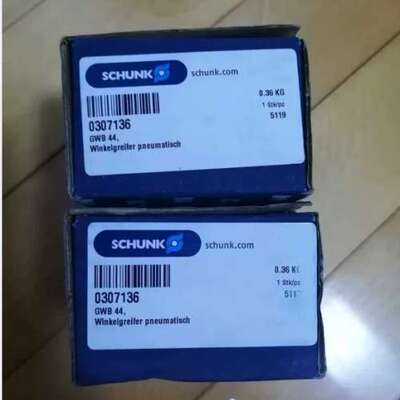 SCHUNK
schunk.com
0307136
0.36 KG
1 Stk/pc
5119
GWB 44,
Winkelgreifer pneumatisch
SCHUNK
schunk.com
0307136
0.36
1 Stk/pc
GWB 44,
Winkelgreifer pneumatisch